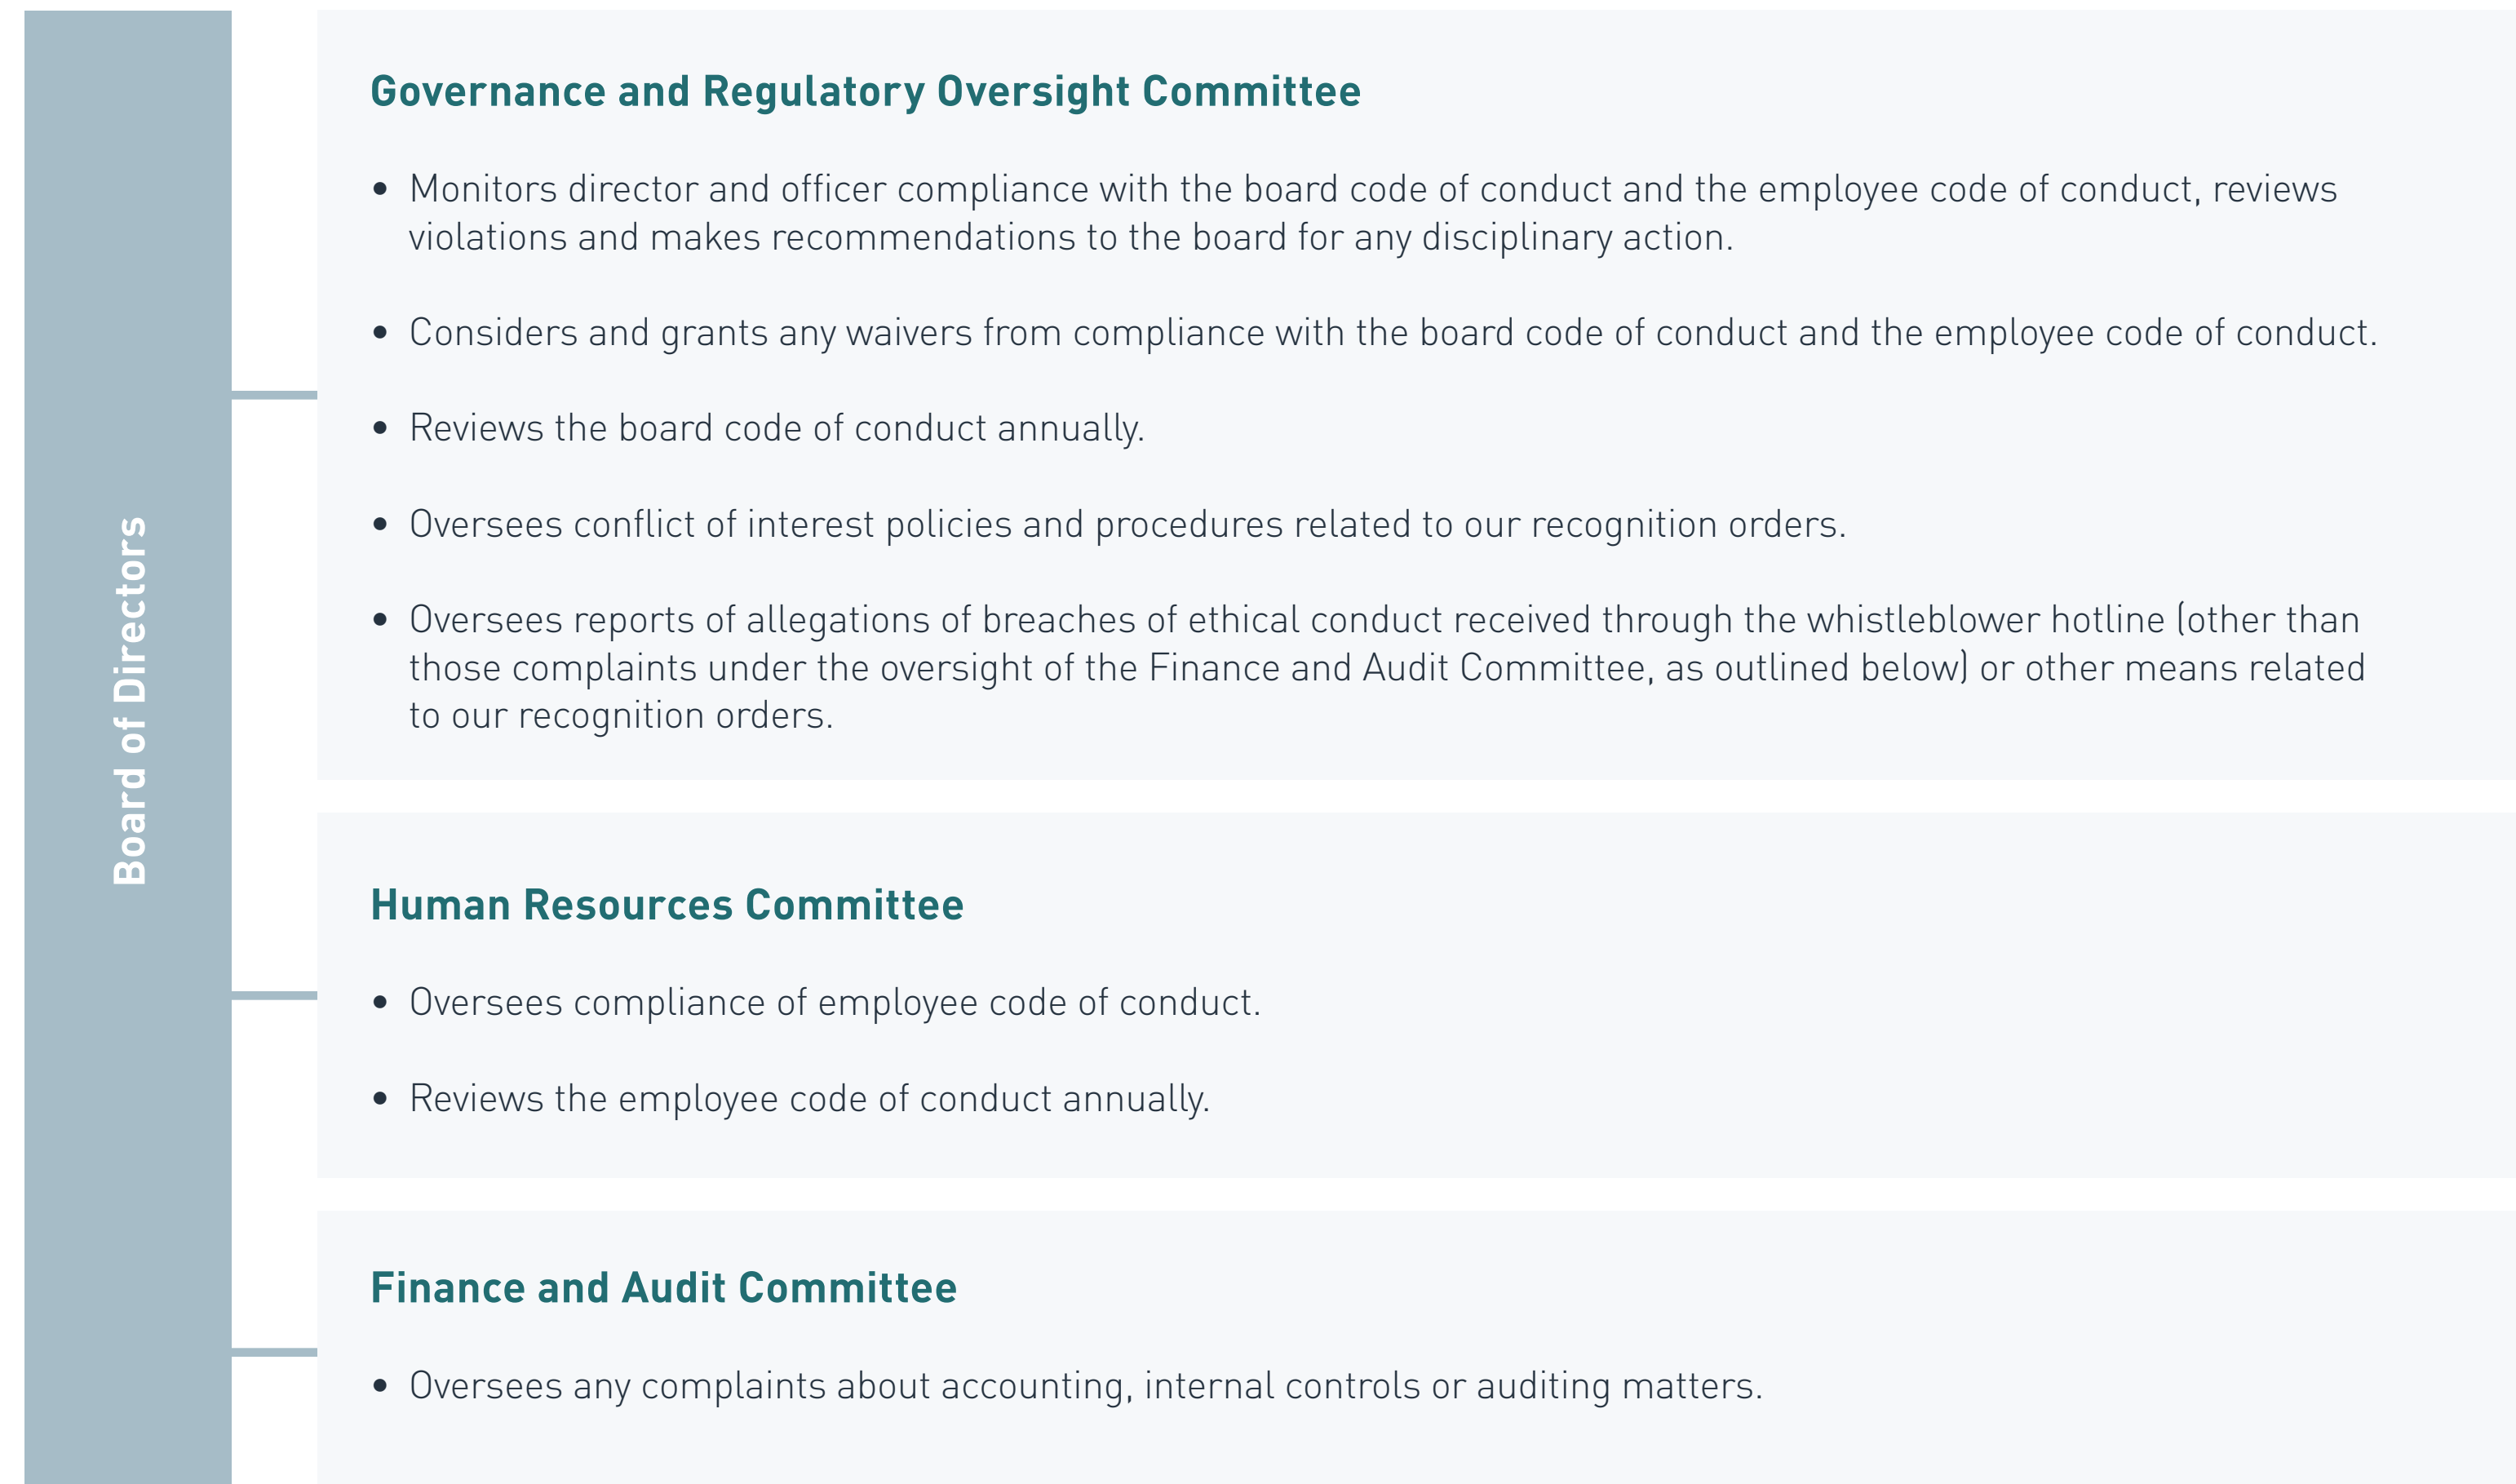 Board of Directors
Governance and Regulatory Oversight Committee
• Monitors director and officer compliance with the board code of conduct and the employee code of conduct, reviews
violations and makes recommendations to the board for any disciplinary action.
• Considers and grants any waivers from compliance with the board code of conduct and the employee code of conduct.
• Reviews the board code of conduct annually.
• Oversees conflict of interest policies and procedures related to our recognition orders.
• Oversees reports of allegations of breaches of ethical conduct received through the whistleblower hotline (other than
those complaints under the oversight of the Finance and Audit Committee, as outlined below) or other means related
to our recognition orders.
Human Resources Committee
• Oversees compliance of employee code of conduct.
• Reviews the employee code of conduct annually.
Finance and Audit Committee
• Oversees any complaints about accounting, internal controls or auditing matters.